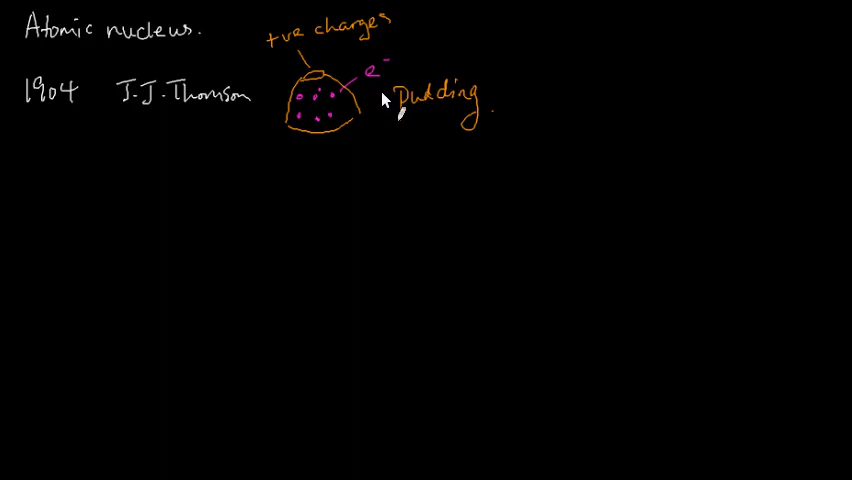 Atomic nucleus.
+ve charges
e⁻
1904 J.J. Thomson
Pudding